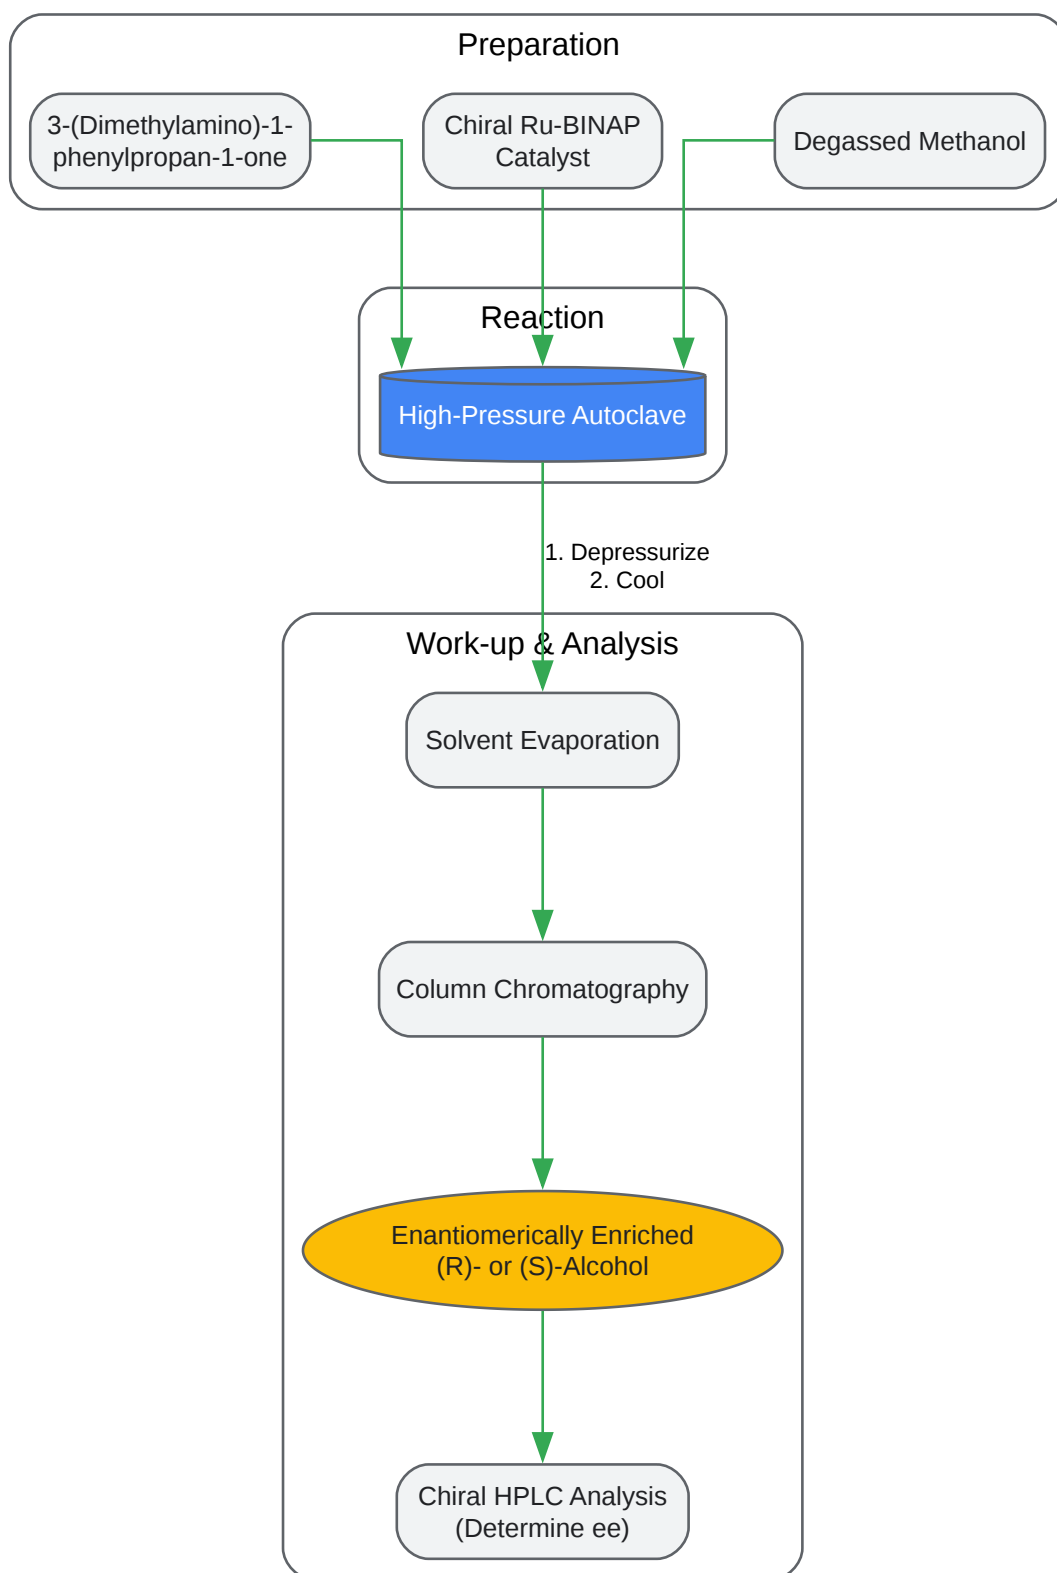 Preparation
3-(Dimethylamino)-1-
phenylpropan-1-one
Chiral Ru-BINAP
Catalyst
Degassed Methanol
Reaction
High-Pressure Autoclave
1. Depressurize
2. Cool
Work-up & Analysis
Solvent Evaporation
Column Chromatography
Enantiomerically Enriched
(R)- or (S)-Alcohol
Chiral HPLC Analysis
(Determine ee)